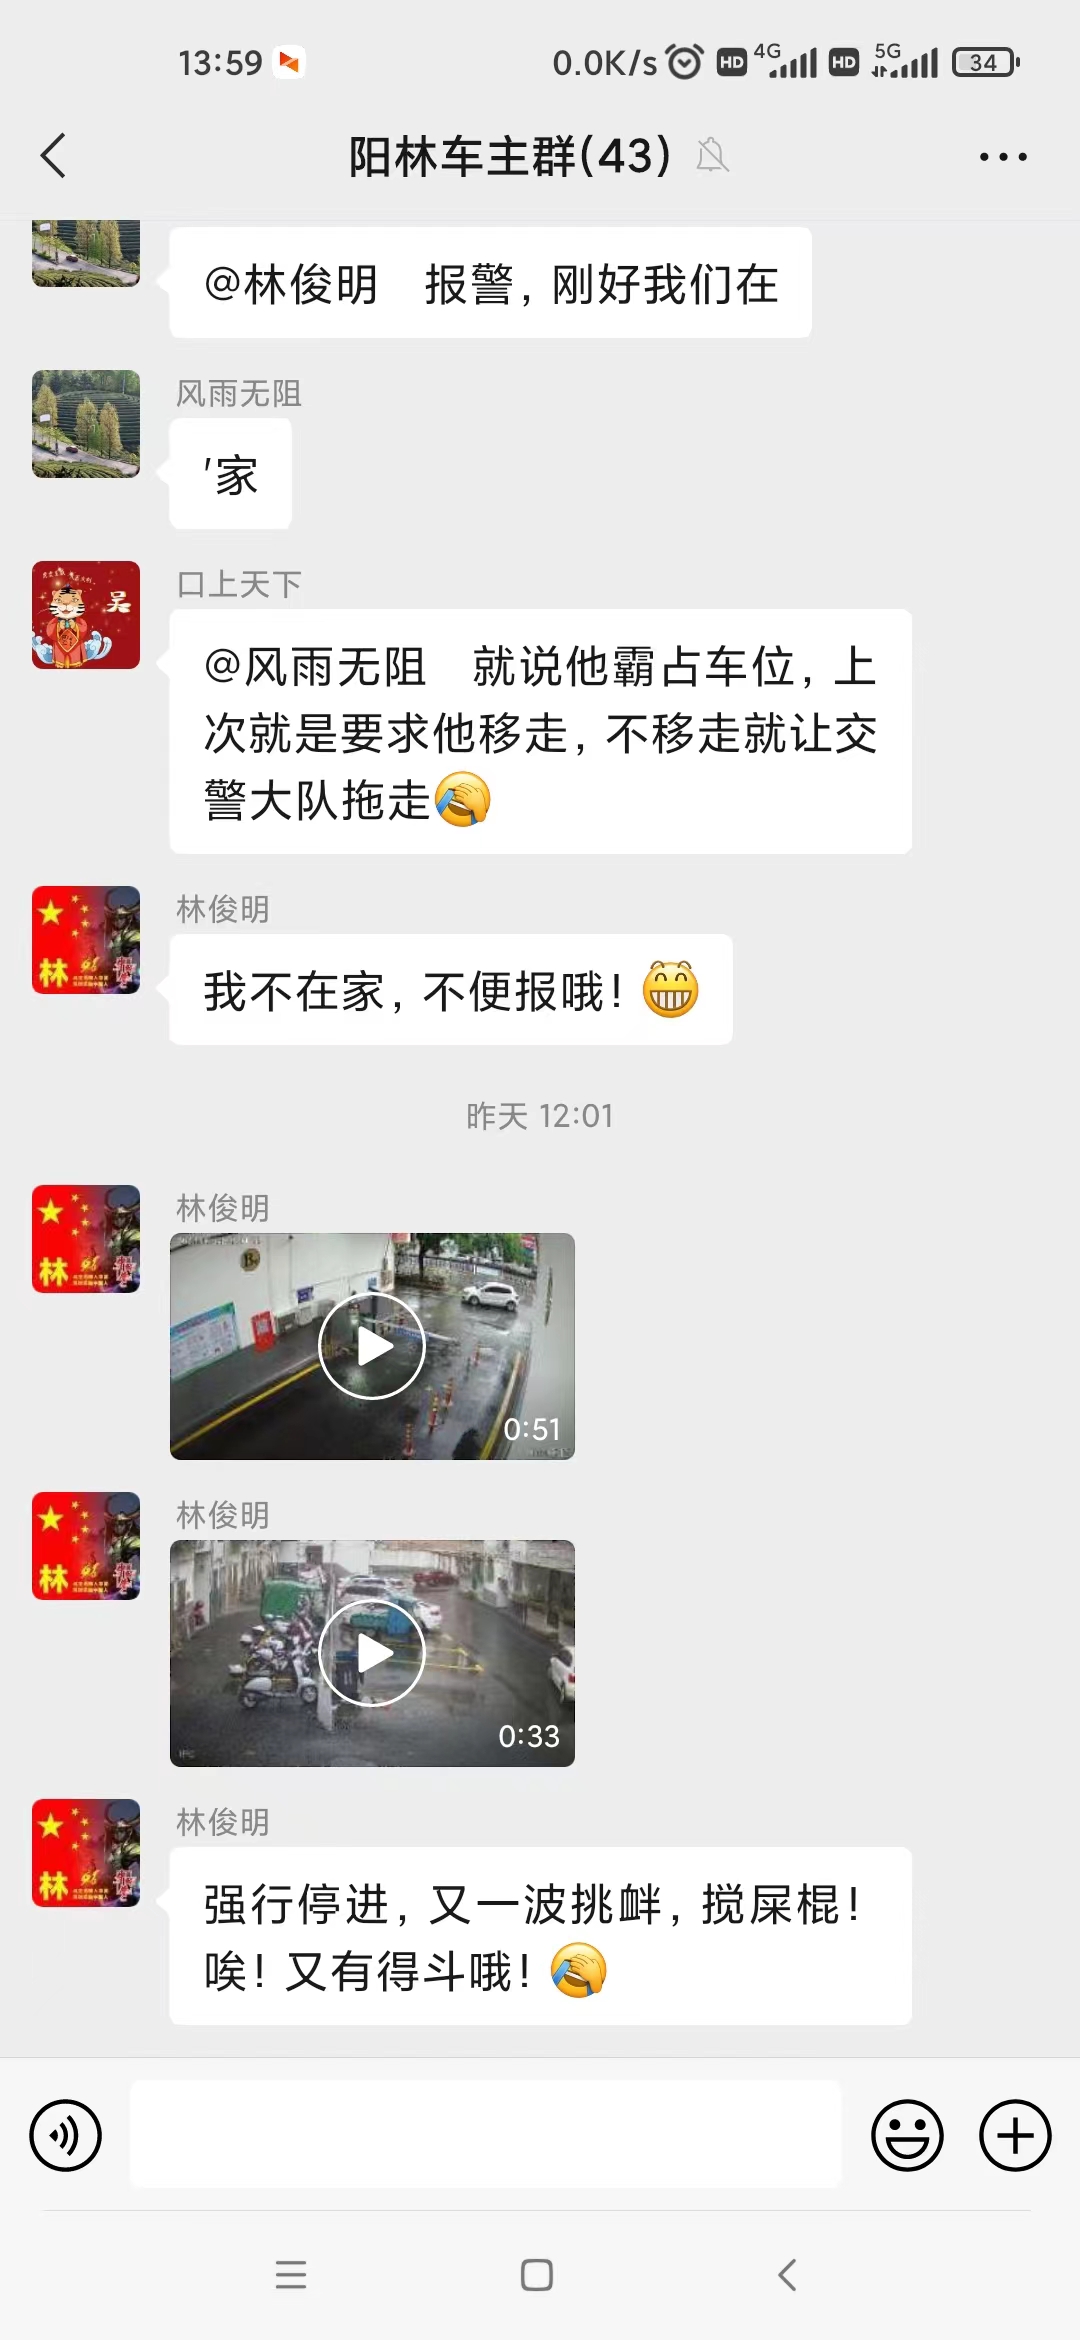 13:59
0.0K/s HD 4G HD 5G 34
阳林车主群(43)
@林俊明 报警，刚好我们在
风雨无阻
'家
口上天下
@风雨无阻 就说他霸占车位，上
次就是要求他移走，不移走就让交
警大队拖走
林俊明
我不在家，不便报哦！
昨天 12:01
林俊明
0:51
林俊明
0:33
林俊明
强行停进，又一波挑衅，搅屎棍！
唉！又有得斗哦！
吴
林
林
林
林
B